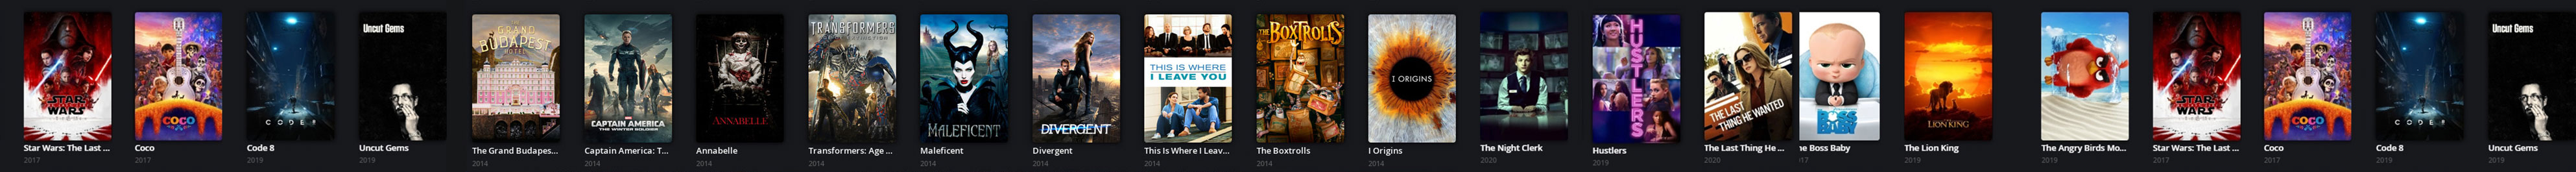 STAR WARS
COCO
CODE 8
Uncut Gems
GRAND BUDAPEST HOTEL
CAPTAIN AMERICA
THE WINTER SOLDIER
ANNABELLE
TRANSFORMERS
MALEFICENT
DIVERGENT
THIS IS WHERE
I LEAVE YOU
THE BOXTROLLS
I ORIGINS
HUSTLERS
THE LAST
THING HE WANTED
BOSS
BABY
THE
LION KING
STAR WARS
COCO
CODE 8
Uncut Gems
Star Wars: The Last ...
Coco
Code 8
Uncut Gems
The Grand Budapes...
Captain America: T...
Annabelle
Transformers: Age ...
Maleficent
Divergent
This Is Where I Leav...
The Boxtrolls
I Origins
The Night Clerk
Hustlers
The Last Thing He ...
he Boss Baby
The Lion King
The Angry Birds Mo...
Star Wars: The Last ...
Coco
Code 8
Uncut Gems
2017
2017
2019
2019
2014
2014
2014
2014
2014
2014
2014
2014
2014
2020
2019
2020
017
2019
2019
2017
2017
2019
2019